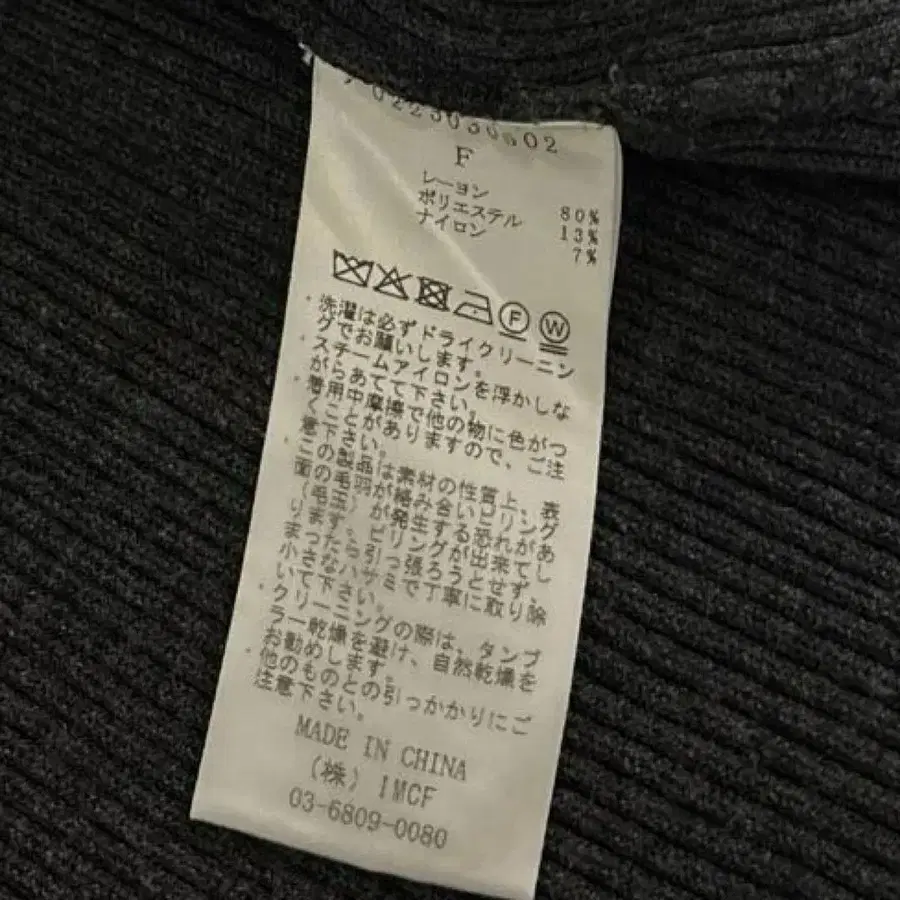 0223030602
F
レーヨン 80%
ポリエステル 13%
ナイロン 7%
F W
・洗濯は必ずドライクリーニン
グでお願いします。
・スチームアイロンを浮かしな
がらあてて下さい。
・着用中摩擦で他の物に色がつ
くことがありますので、ご注
意下さい。
・この製品は素材の性質上、表
面の毛羽が絡み合いピリング
(毛玉)が発生する恐れがあ
ります。ピリングが出来てし
まったら引っ張ろうとせず、
小さなハサミで丁寧に取り除
いて下さい。
・クリーニングの際は、タンブ
ラー乾燥を避け、自然乾燥を
お勧めします。
・他のものとの引っかかりにご
注意下さい。
MADE IN CHINA
(株) IMCF
03-6809-0080